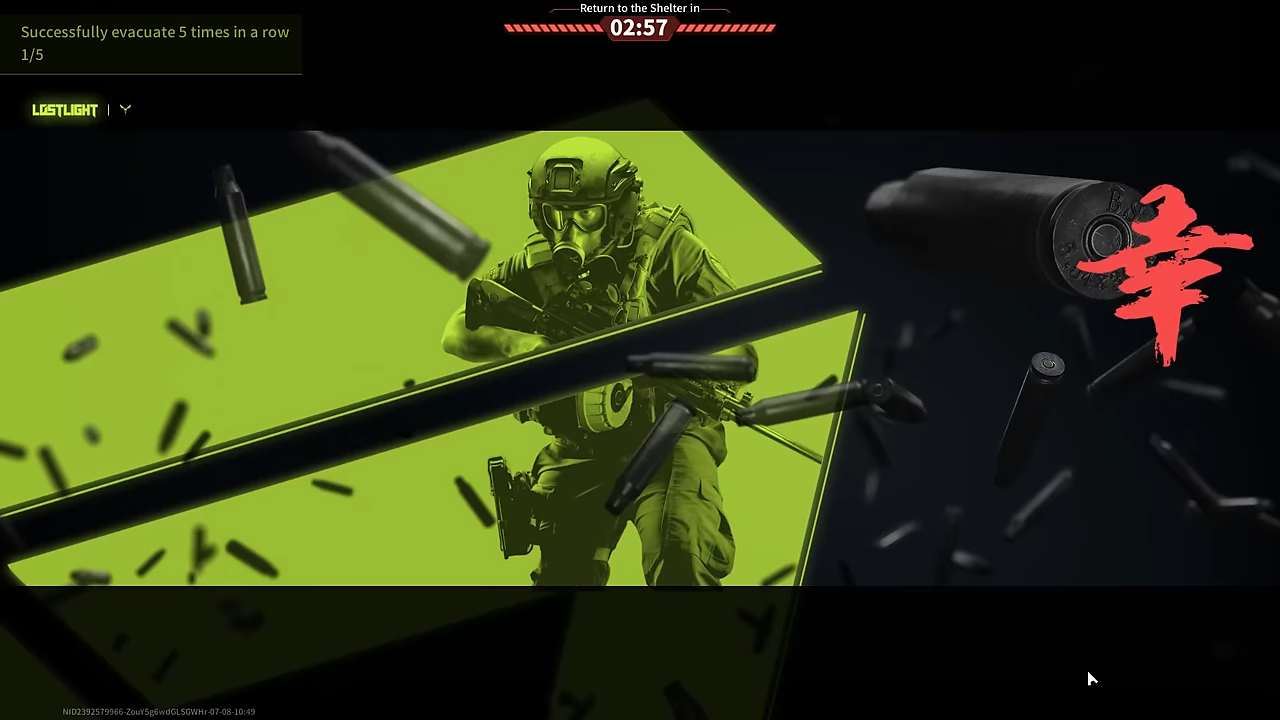 Return to the Shelter in
02:57
Successfully evacuate 5 times in a row
1/5
LOSTLIGHT
幸
NID2392579966-ZouY5g6wdGLSGWHr-07-08-10:49